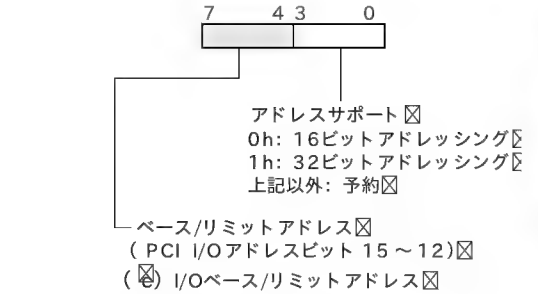 7 4 3 0
アドレスサポート
0h: 16ビットアドレッシング
1h: 32ビットアドレッシング
上記以外: 予約
ベース/リミットアドレス
( PCI I/Oアドレスビット 15 ~ 12)
(e) I/Oベース/リミットアドレス